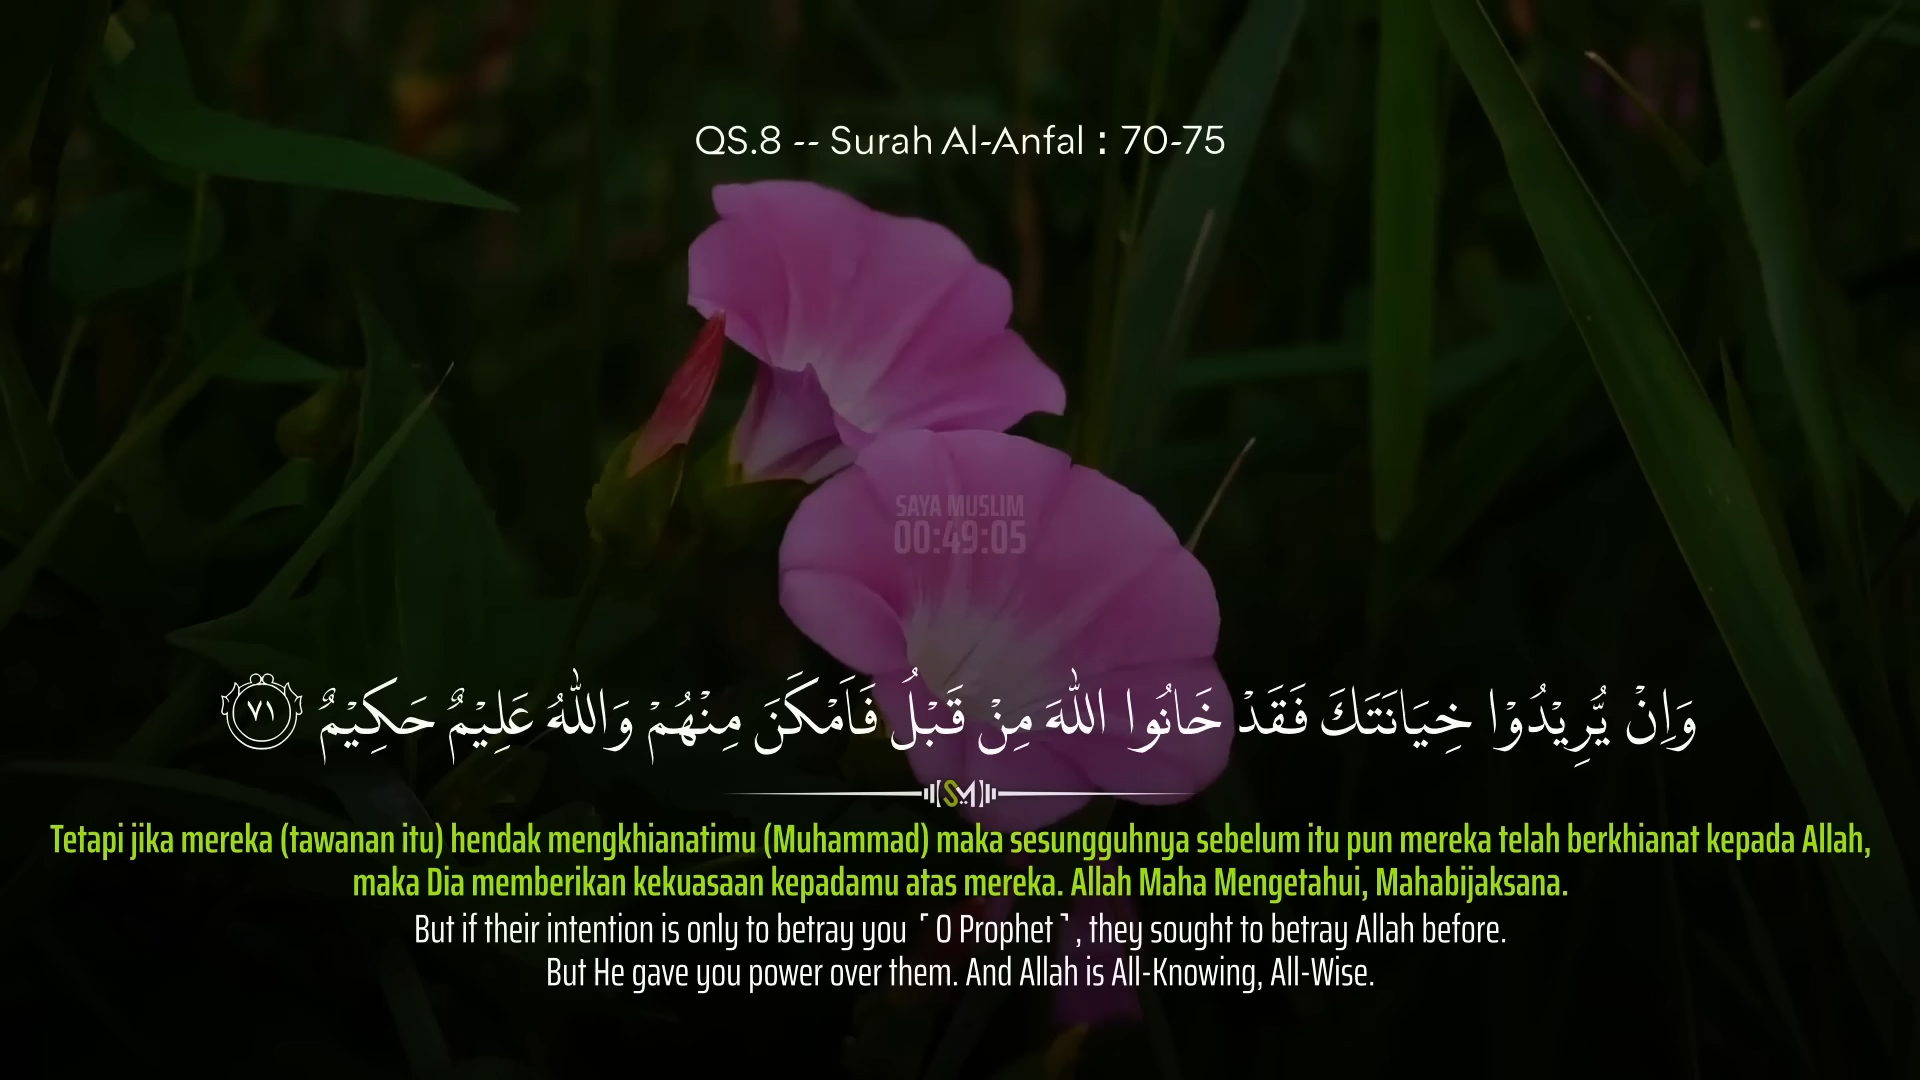 QS.8 -- Surah Al-Anfal : 70-75
SAYA MUSLIM
00:49:05
وَاِنْ يُّرِيْدُوْا خِيَانَتَكَ فَقَدْ خَانُوا اللّٰهَ مِنْ قَبْلُ فَاَمْكَنَ مِنْهُمْ وَاللّٰهُ عَلِيْمٌ حَكِيْمٌ ٧١
SM
Tetapi jika mereka (tawanan itu) hendak mengkhianatimu (Muhammad) maka sesungguhnya sebelum itu pun mereka telah berkhianat kepada Allah,
maka Dia memberikan kekuasaan kepadamu atas mereka. Allah Maha Mengetahui, Mahabijaksana.
But if their intention is only to betray you ˹O Prophet˺, they sought to betray Allah before.
But He gave you power over them. And Allah is All-Knowing, All-Wise.